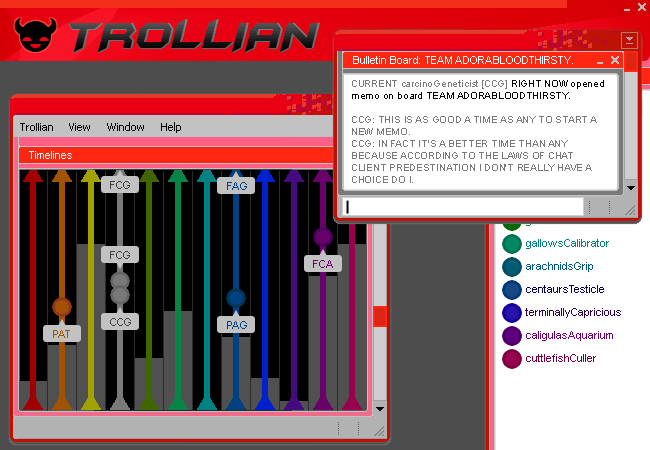 TROLLIAN
Bulletin Board: TEAM ADORABLOODTHIRSTY.
CURRENT carcinoGeneticist [CCG] RIGHT NOW opened
memo on board TEAM ADORABLOODTHIRSTY.
CCG: THIS IS AS GOOD A TIME AS ANY TO START A
NEW MEMO.
CCG: IN FACT IT'S A BETTER TIME THAN ANY
BECAUSE ACCORDING TO THE LAWS OF CHAT
CLIENT PREDESTINATION I DON'T REALLY HAVE A
CHOICE DO I.
Trollian View Window Help
Timelines
FCG
FAG
FCG
FCA
CCG
PAG
PAT
gallowsCalibrator
arachnidsGrip
centaursTesticle
terminallyCapricious
caligulasAquarium
cuttlefishCuller